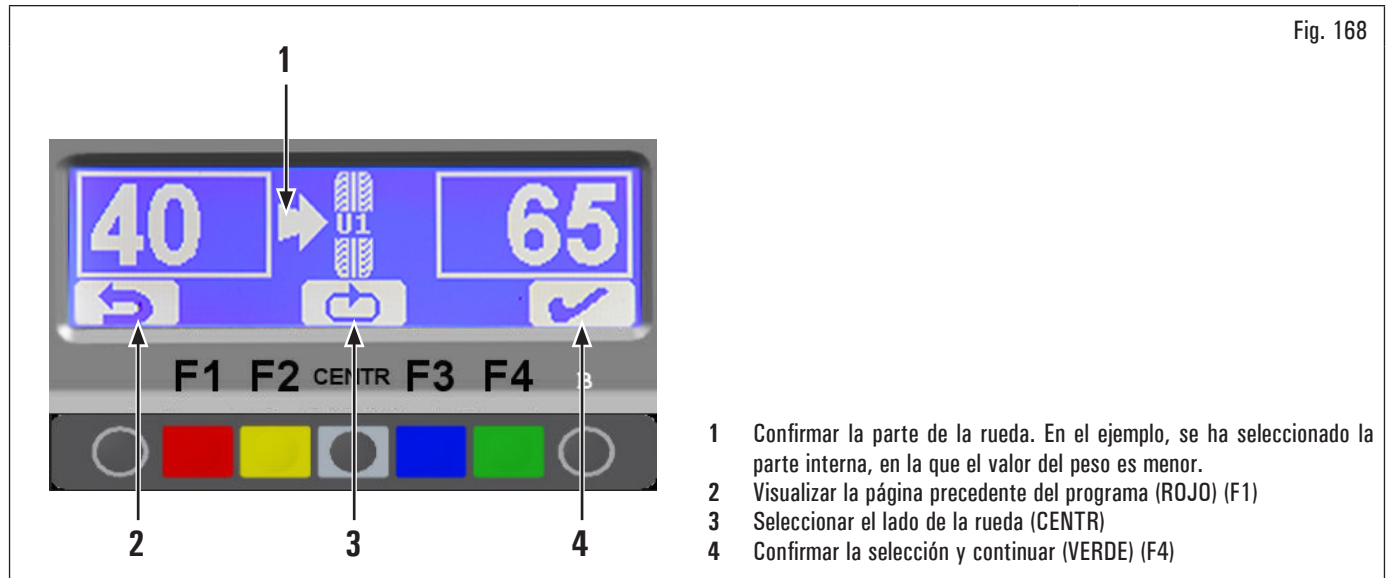 Fig. 168
1
40 U1 65
F1 F2 CENTR F3 F4 B
2 3 4
1 Confirmar la parte de la rueda. En el ejemplo, se ha seleccionado la
parte interna, en la que el valor del peso es menor.
2 Visualizar la página precedente del programa (ROJO) (F1)
3 Seleccionar el lado de la rueda (CENTR)
4 Confirmar la selección y continuar (VERDE) (F4)